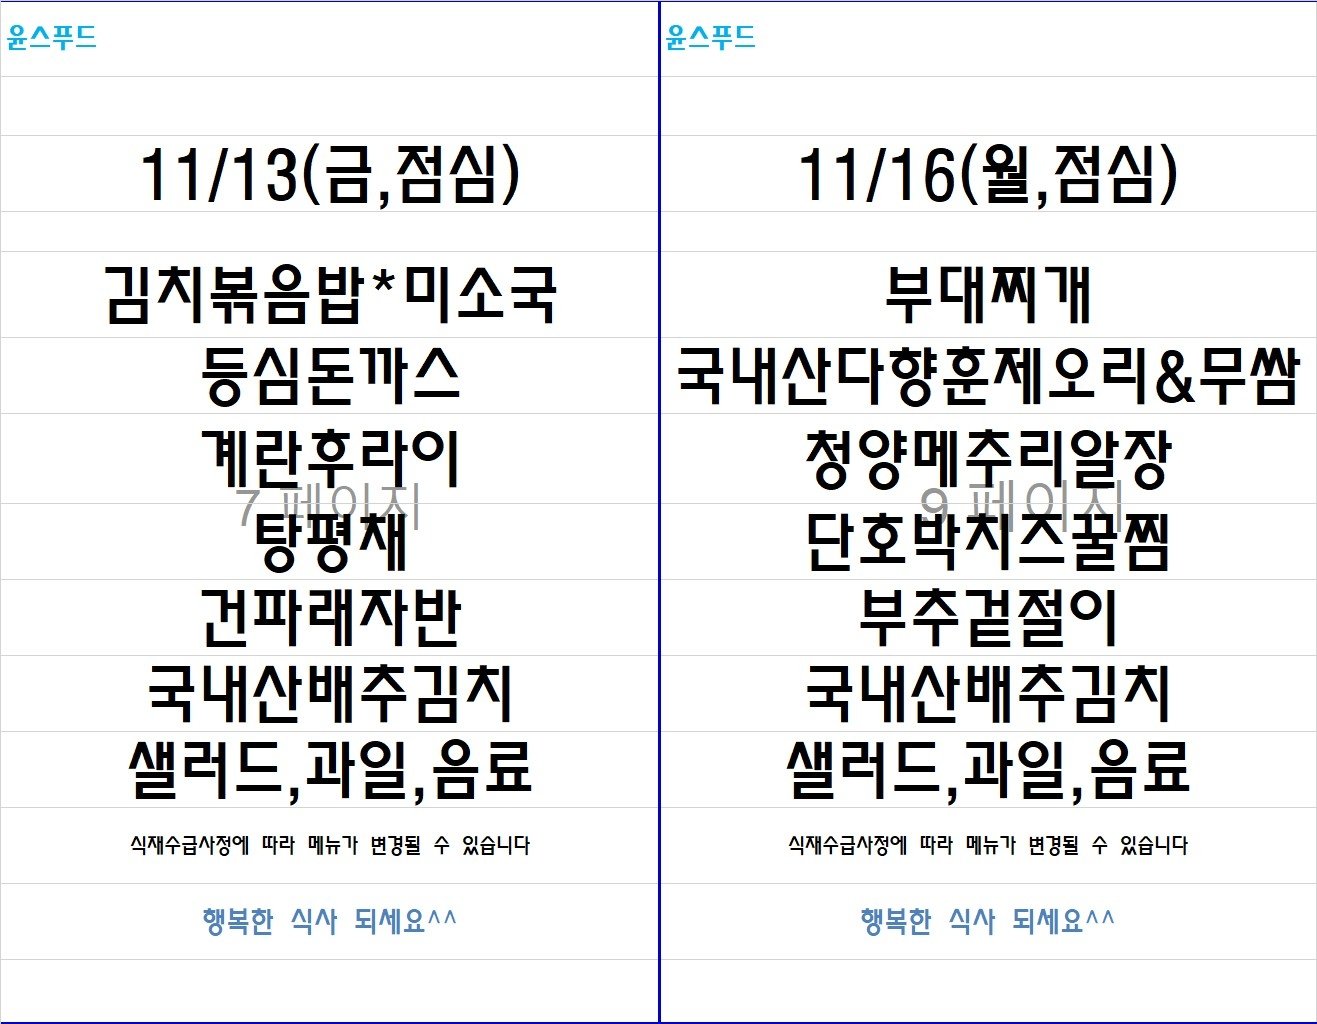 윤스푸드
11/13(금,점심)
김치볶음밥*미소국
등심돈까스
계란후라이
7 페이지
탕평채
건파래자반
국내산배추김치
샐러드,과일,음료
식재수급사정에 따라 메뉴가 변경될 수 있습니다
행복한 식사 되세요^^
윤스푸드
11/16(월,점심)
부대찌개
국내산다향훈제오리&무쌈
청양메추리알장
9 페이지
단호박치즈꿀찜
부추겉절이
국내산배추김치
샐러드,과일,음료
식재수급사정에 따라 메뉴가 변경될 수 있습니다
행복한 식사 되세요^^